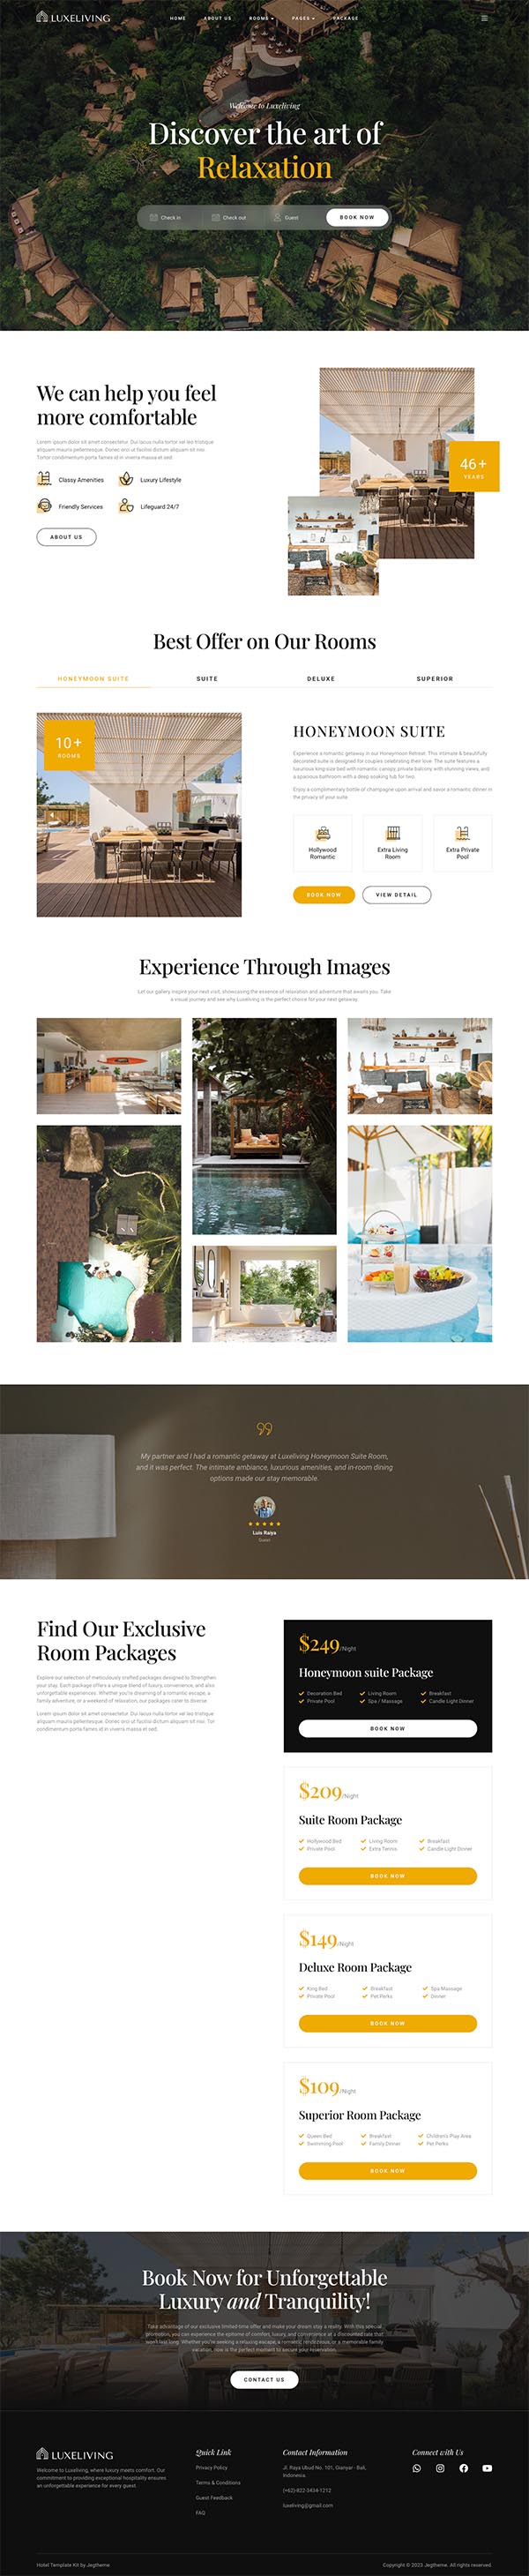 LUXELIVING
HOME ABOUT US ROOMS PAGES PACKAGE
Welcome to Luxeliving
Discover the art of
Relaxation
Check in Check out Guest BOOK NOW
We can help you feel
more comfortable
Lorem ipsum dolor sit amet consectetur. Dui lacus nulla tortor vel leo tristique
aliquam mauris pellentesque. Donec orci ut facilisi dictum aliquam sit nisi.
Tortor condimentum porta fames id in viverra massa et sed.
Classy Amenities Luxury Lifestyle
Friendly Services Lifeguard 24/7
ABOUT US
46+
YEARS
Best Offer on Our Rooms
HONEYMOON SUITE SUITE DELUXE SUPERIOR
10+
ROOMS
HONEYMOON SUITE
Experience a romantic getaway in our Honeymoon Retreat. This intimate & beautifully
decorated suite is designed for couples celebrating their love. The suite features a
luxurious king-size bed with romantic canopy, private balcony with stunning views, and
a spacious bathroom with a deep soaking tub for two.
Enjoy a complimentary bottle of champagne upon arrival and savor a romantic dinner in
the privacy of your suite.
Hollywood
Romantic
Extra Living
Room
Extra Private
Pool
BOOK NOW VIEW DETAIL
Experience Through Images
Let our gallery inspire your next visit, showcasing the essence of relaxation and adventure that awaits you. Take
a visual journey and see why Luxeliving is the perfect choice for your next getaway.
My partner and I had a romantic getaway at Luxeliving Honeymoon Suite Room,
and it was perfect. The intimate ambiance, luxurious amenities, and in-room dining
options made our stay memorable.
Luis Raiya
Guest
Find Our Exclusive
Room Packages
Explore our selection of meticulously crafted packages designed to Strengthen
your stay. Each package offers a unique blend of luxury, convenience, and also
unforgettable experiences. Whether you're dreaming of a romantic escape, a
family adventure, or a weekend of relaxation, our packages cater to diverse
Lorem ipsum dolor sit amet consectetur. Dui lacus nulla tortor vel leo tristique
aliquam mauris pellentesque. Donec orci ut facilisi dictum aliquam sit nisi. Tor
condimentum porta fames id in viverra massa et sed.
$249/Night
Honeymoon suite Package
Decoration Bed Living Room Breakfast
Private Pool Spa / Massage Candle Light Dinner
BOOK NOW
$209/Night
Suite Room Package
Hollywood Bed Living Room Breakfast
Private Pool Extra Tennis Candle Light Dinner
BOOK NOW
$149/Night
Deluxe Room Package
King Bed Breakfast Spa Massage
Private Pool Pet Perks Dinner
BOOK NOW
$109/Night
Superior Room Package
Queen Bed Breakfast Children's Play Area
Swimming Pool Family Dinner Pet Perks
BOOK NOW
Book Now for Unforgettable
Luxury and Tranquility!
Take advantage of our exclusive limited-time offer and make your dream stay a reality. With this special
promotion, you can experience the epitome of comfort, luxury, and convenience at a discounted rate that
won't last long. Whether you're seeking a relaxing escape, a romantic rendezvous, or a memorable family
vacation, now is the perfect moment to secure your reservation.
CONTACT US
LUXELIVING
Welcome to Luxeliving, where luxury meets comfort. Our
commitment to providing exceptional hospitality ensures
an unforgettable experience for every guest.
Quick Link
Privacy Policy
Terms & Conditions
Guest Feedback
FAQ
Contact Information
Jl. Raya Ubud No. 101, Gianyar - Bali,
Indonesia.
(+62)-822-3434-1212
luxeliving@gmail.com
Connect with Us
Hotel Template Kit by Jegtheme. Copyright © 2023 Jegtheme. All rights reserved.